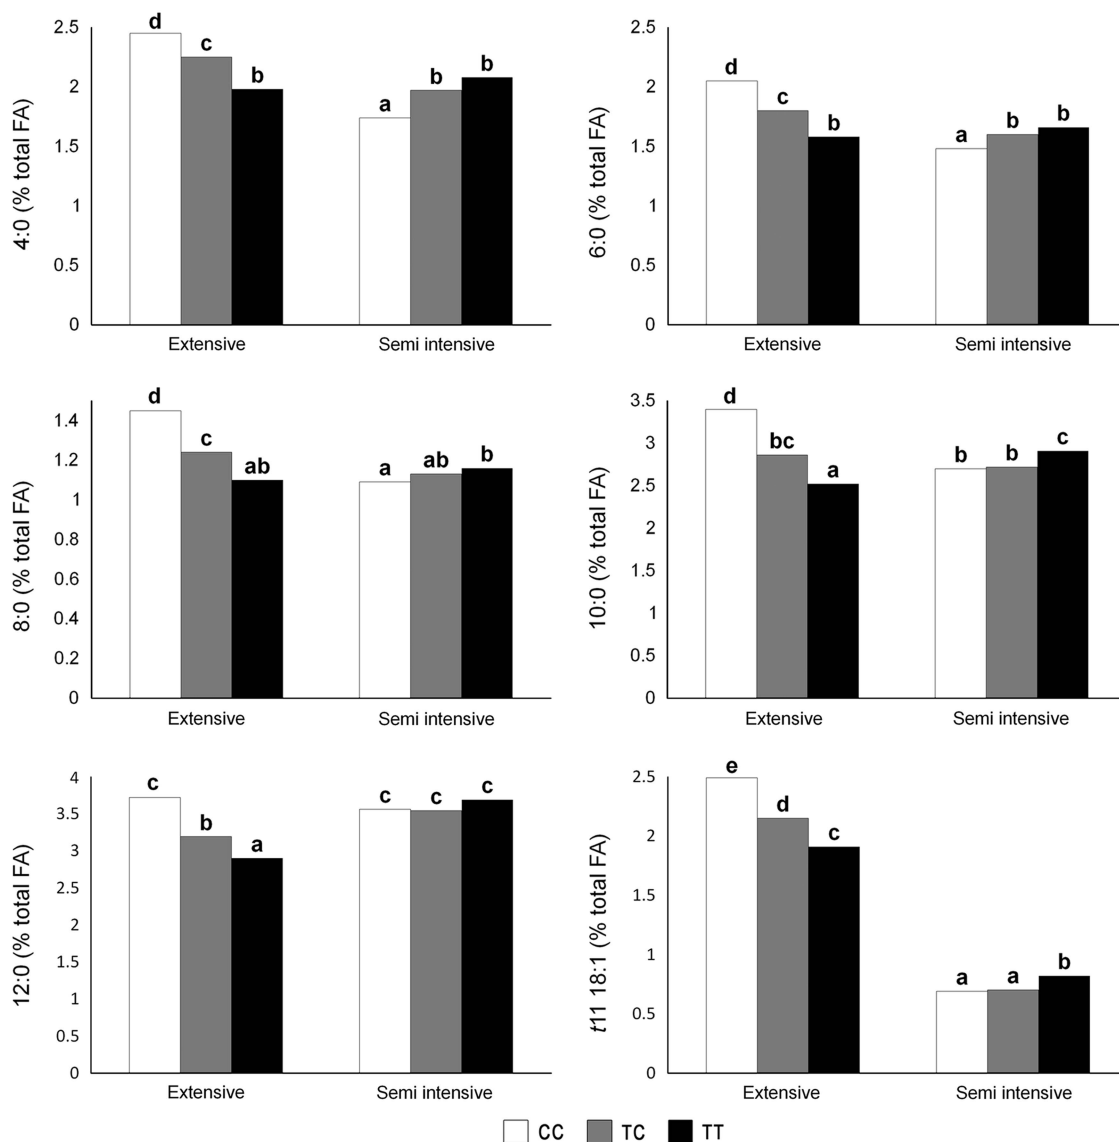 4:0 (% total FA)
2.5
2
1.5
1
0.5
0
d
c
b
a
b
b
Extensive
Semi intensive
6:0 (% total FA)
2.5
2
1.5
1
0.5
0
d
c
b
a
b
b
Extensive
Semi intensive
8:0 (% total FA)
1.4
1.2
1
0.8
0.6
0.4
0.2
0
d
c
ab
a
ab
b
Extensive
Semi intensive
10:0 (% total FA)
3.5
3
2.5
2
1.5
1
0.5
0
d
bc
a
b
b
c
Extensive
Semi intensive
12:0 (% total FA)
4
3.5
3
2.5
2
1.5
1
0.5
0
c
b
a
c
c
c
Extensive
Semi intensive
t11 18:1 (% total FA)
2.5
2
1.5
1
0.5
0
e
d
c
a
a
b
Extensive
Semi intensive
CC TC TT